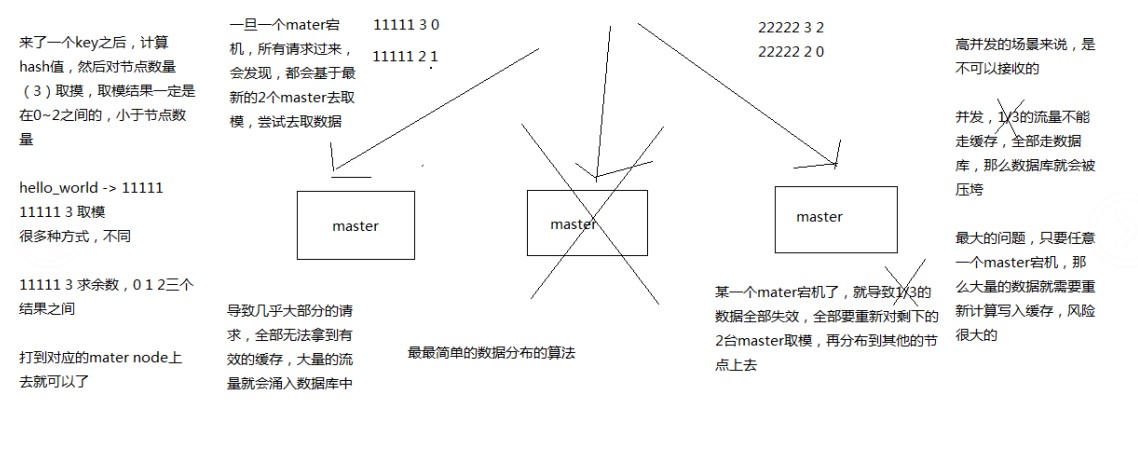 来了一个key之后，计算
hash值，然后对节点数量
（3）取摸，取模结果一定是
在0~2之间的，小于节点数
量
hello_world -> 11111
11111 3 取模
很多种方式，不同
11111 3 求余数，0 1 2三个
结果之间
打到对应的mater node上
去就可以了
一旦一个mater宕
机，所有请求过来，
会发现，都会基于最
新的2个master去取
模，尝试去取数据
11111 3 0
11111 2 1
22222 3 2
22222 2 0
master
master
master
导致几乎大部分的请
求，全部无法拿到有
效的缓存，大量的流
量就会涌入数据库中
最最简单的数据分布的算法
某一个mater宕机了，就导致1/3的
数据全部失效，全部要重新对剩下的
2台master取模，再分布到其他的节
点上去
高并发的场景来说，是
不可以接收的
并发，1/3的流量不能
走缓存，全部走数据
库，那么数据库就会被
压垮
最大的问题，只要任意
一个master宕机，那
么大量的数据就需要重
新计算写入缓存，风险
很大的